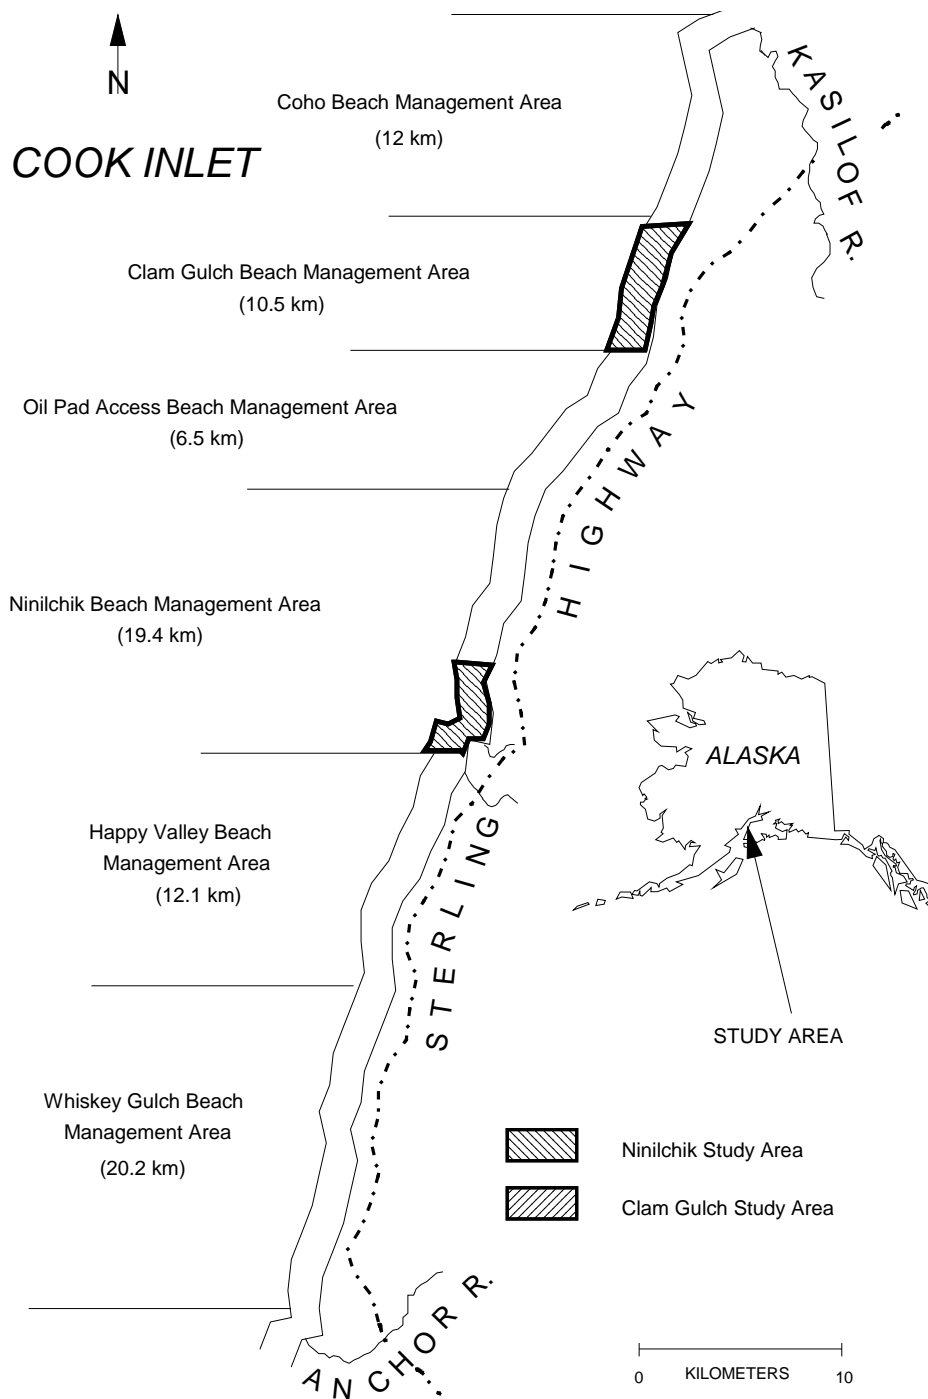 N
COOK INLET
Coho Beach Management Area
(12 km)
KASILOF R.
Clam Gulch Beach Management Area
(10.5 km)
Oil Pad Access Beach Management Area
(6.5 km)
STERLING HIGHWAY
Ninilchik Beach Management Area
(19.4 km)
ALASKA
Happy Valley Beach
Management Area
(12.1 km)
STUDY AREA
Whiskey Gulch Beach
Management Area
(20.2 km)
Ninilchik Study Area
Clam Gulch Study Area
ANCHOR R.
KILOMETERS
0 10